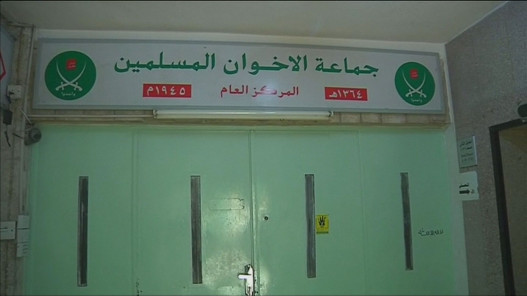 جماعة الاخوان المسلمين
١٣٦٤هـ المركز العام ١٩٤٥م